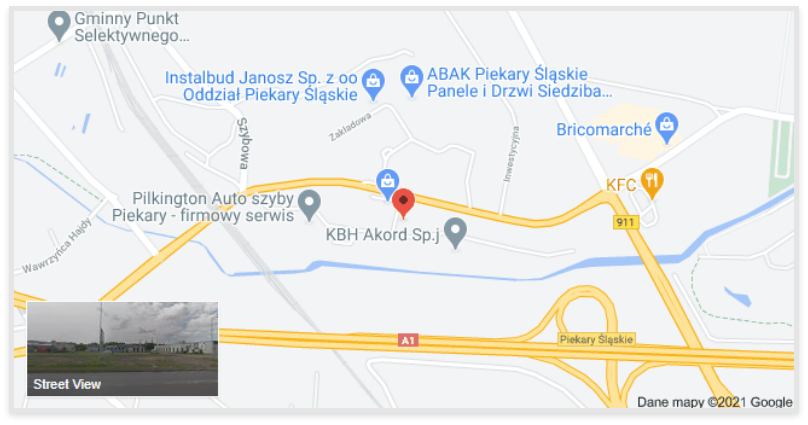 Gminny Punkt
Selektywnego...
Instalbud Janosz Sp. z oo
Oddział Piekary Śląskie
ABAK Piekary Śląskie
Panele i Drzwi Siedziba...
Szybowa
Zakładowa
Inwestycyjna
Bricomarché
KFC
Pilkington Auto szyby
Piekary - firmowy serwis
KBH Akord Sp.j
911
Wawrzyńca Hajdy
A1
Piekary Śląskie
Street View
Dane mapy ©2021 Google